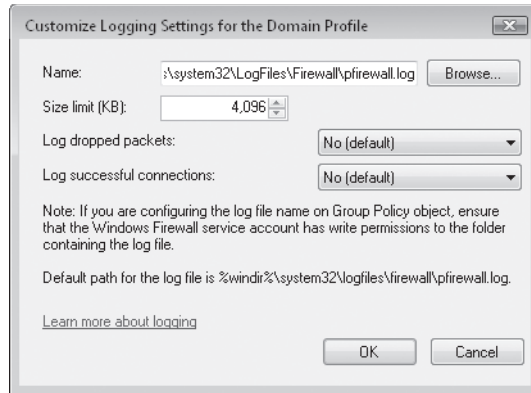 Customize Logging Settings for the Domain Profile
Name: :\system32\LogFiles\Firewall\pfirewall.log Browse...
Size limit (KB): 4,096
Log dropped packets: No (default)
Log successful connections: No (default)
Note: If you are configuring the log file name on Group Policy object, ensure
that the Windows Firewall service account has write permissions to the folder
containing the log file.
Default path for the log file is %windir%\system32\logfiles\firewall\pfirewall.log.
Learn more about logging
OK Cancel